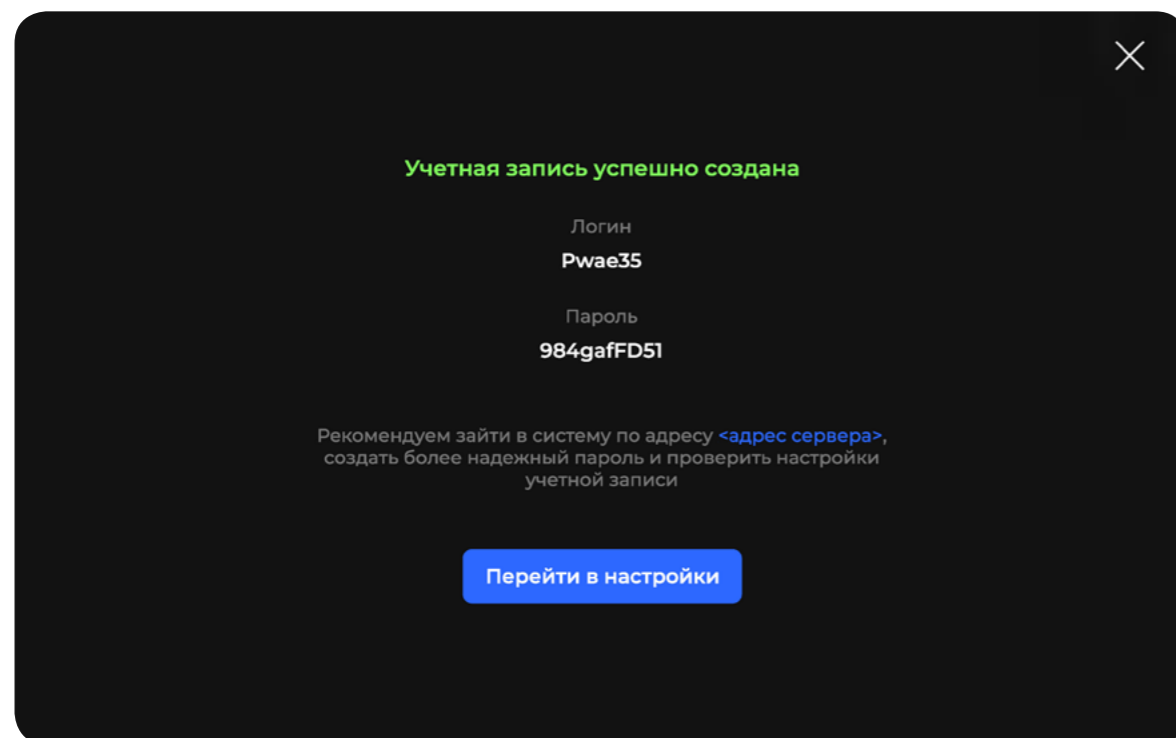 Учетная запись успешно создана
Логин
Pwae35
Пароль
984gafFD51
Рекомендуем зайти в систему по адресу <адрес сервера>,
создать более надежный пароль и проверить настройки
учетной записи
Перейти в настройки